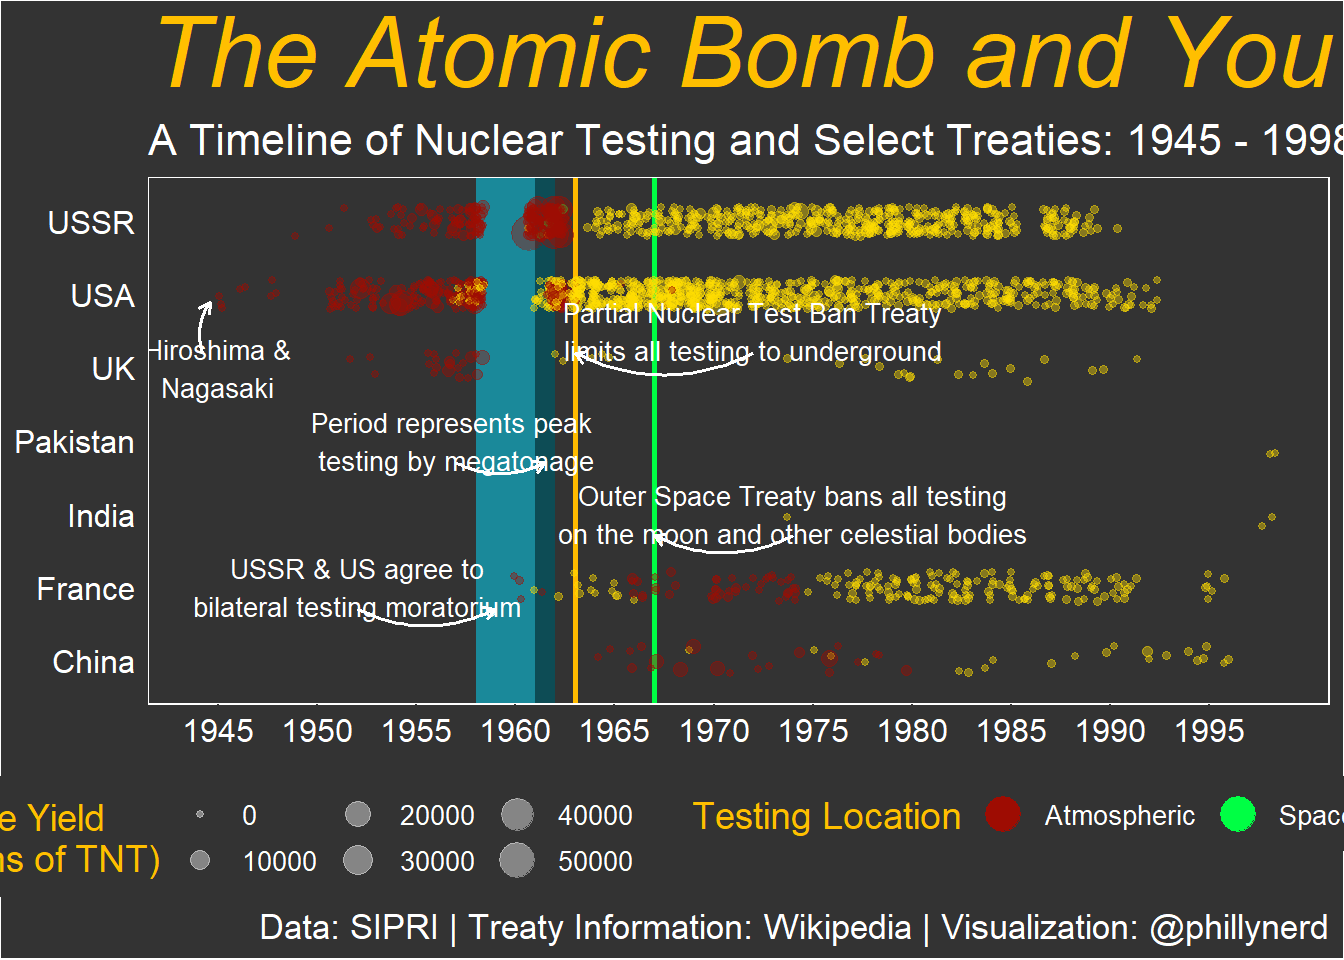 The Atomic Bomb and You
A Timeline of Nuclear Testing and Select Treaties: 1945 - 1998
USSR
USA
Partial Nuclear Test Ban Treaty
limits all testing to underground
Hiroshima &
Nagasaki
UK
Period represents peak
testing by megatonage
Pakistan
Outer Space Treaty bans all testing
on the moon and other celestial bodies
India
USSR & US agree to
bilateral testing moratorium
France
China
1945 1950 1955 1960 1965 1970 1975 1980 1985 1990 1995
e Yield
ns of TNT)
0 20000 40000
10000 30000 50000
Testing Location Atmospheric Space
Data: SIPRI | Treaty Information: Wikipedia | Visualization: @phillynerd